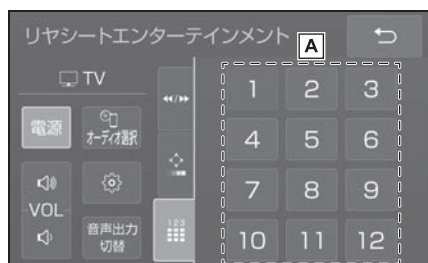 リヤシートエンターテインメント
A
TV
電源
オーディオ選択
VOL
音声出力
切替
123
1 2 3
4 5 6
7 8 9
10 11 12